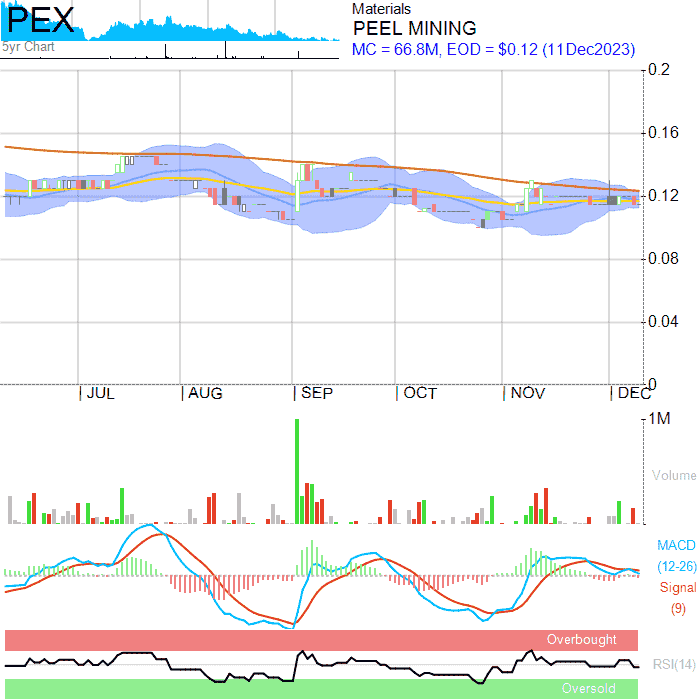 PEX
5yr Chart
Materials
PEEL MINING
MC = 66.8M, EOD = $0.12 (11Dec2023)
0.2
0.16
0.12
0.08
0.04
0
JUL
AUG
SEP
OCT
NOV
DEC
1M
Volume
MACD
(12-26)
Signal
(9)
Overbought
RSI(14)
Oversold